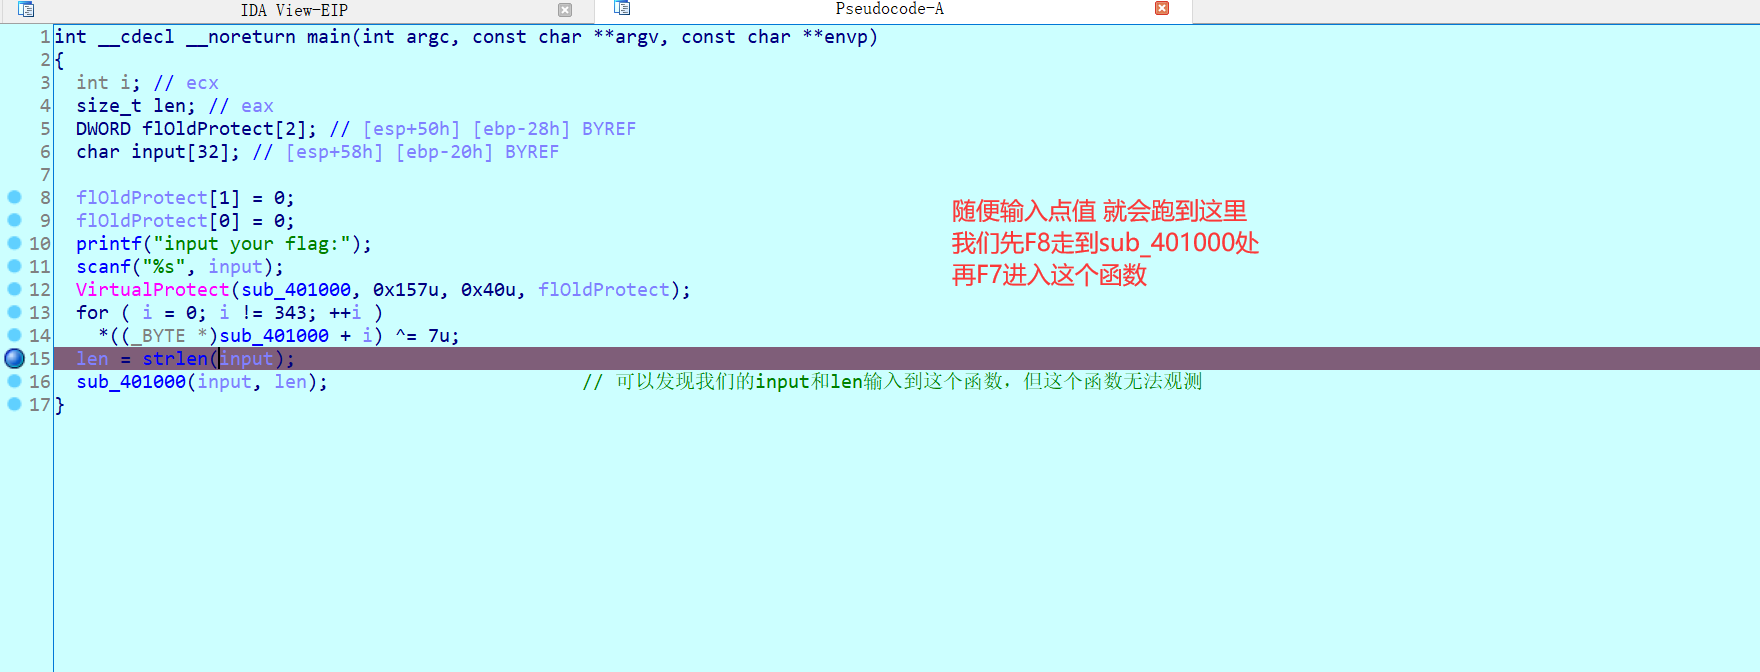 IDA View-EIP
Pseudocode-A
1 int __cdecl __noreturn main(int argc, const char **argv, const char **envp)
2 {
3 int i; // ecx
4 size_t len; // eax
5 DWORD flOldProtect[2]; // [esp+50h] [ebp-28h] BYREF
6 char input[32]; // [esp+58h] [ebp-20h] BYREF
7
8 flOldProtect[1] = 0;
9 flOldProtect[0] = 0;
10 printf("input your flag:");
11 scanf("%s", input);
12 VirtualProtect(sub_401000, 0x157u, 0x40u, flOldProtect);
13 for ( i = 0; i != 343; ++i )
14 *((_BYTE *)sub_401000 + i) ^= 7u;
15 len = strlen(input);
16 sub_401000(input, len); // 可以发现我们的input和len输入到这个函数，但这个函数无法观测
17 }
随便输入点值 就会跑到这里
我们先F8走到sub_401000处
再F7进入这个函数